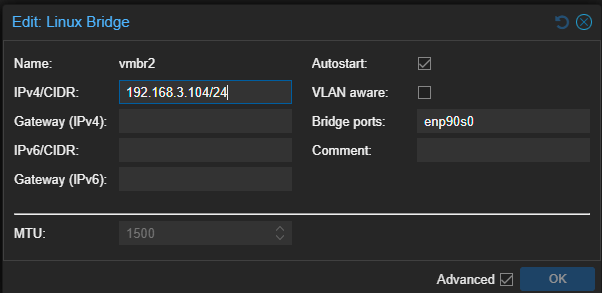 Edit: Linux Bridge
Name: vmbr2 Autostart:
IPv4/CIDR: 192.168.3.104/24 VLAN aware:
Gateway (IPv4): Bridge ports: enp90s0
IPv6/CIDR: Comment:
Gateway (IPv6):
MTU: 1500
Advanced OK